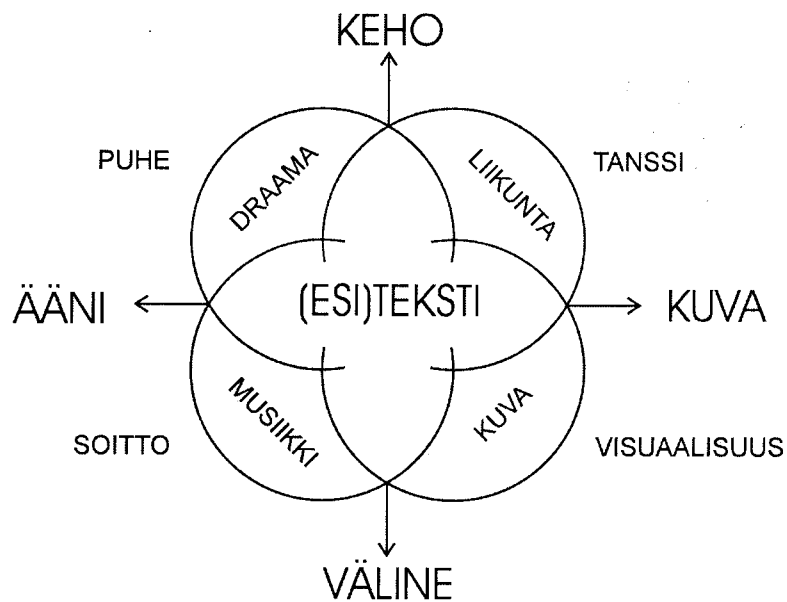 KEHO
PUHE
DRAAMA
LIIKUNTA
TANSSI
ÄÄNI
(ESI)TEKSTI
KUVA
SOITTO
MUSIIKKI
KUVA
VISUAALISUUS
VÄLINE